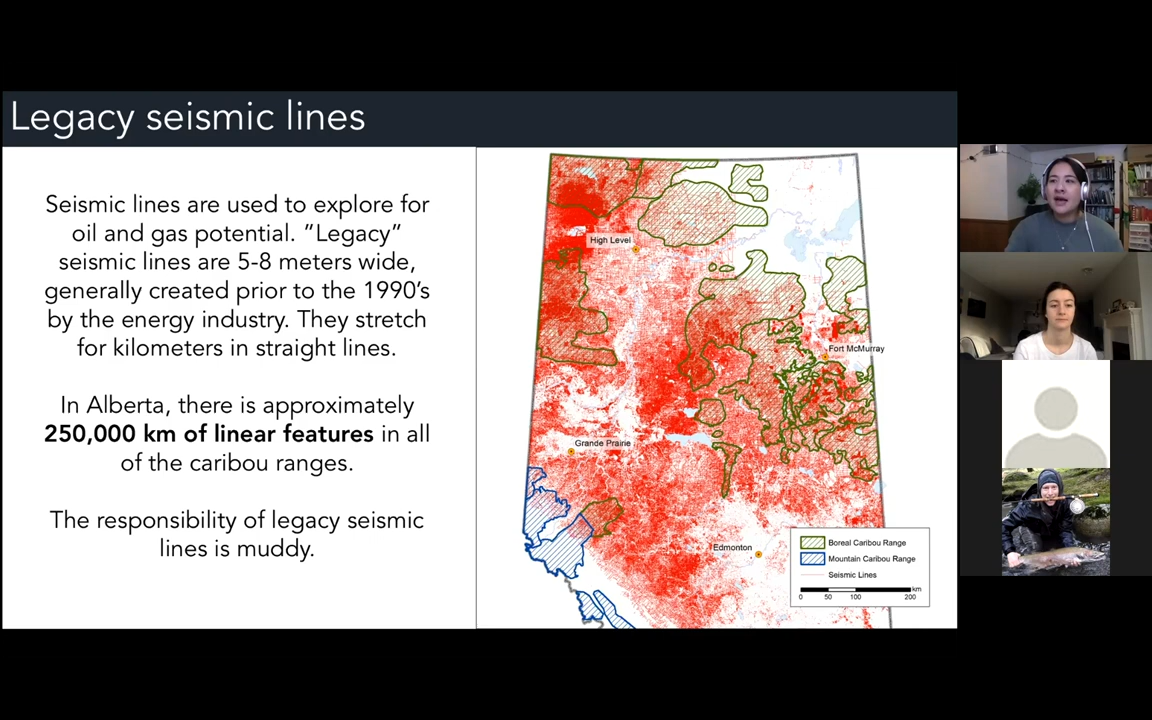 Legacy seismic lines
Seismic lines are used to explore for
oil and gas potential. ”Legacy”
seismic lines are 5-8 meters wide,
generally created prior to the 1990’s
by the energy industry. They stretch
for kilometers in straight lines.
In Alberta, there is approximately
250,000 km of linear features in all
of the caribou ranges.
The responsibility of legacy seismic
lines is muddy.
High Level
Fort McMurray
Grande Prairie
Edmonton
Boreal Caribou Range
Mountain Caribou Range
Seismic Lines
km
0 50 100 200